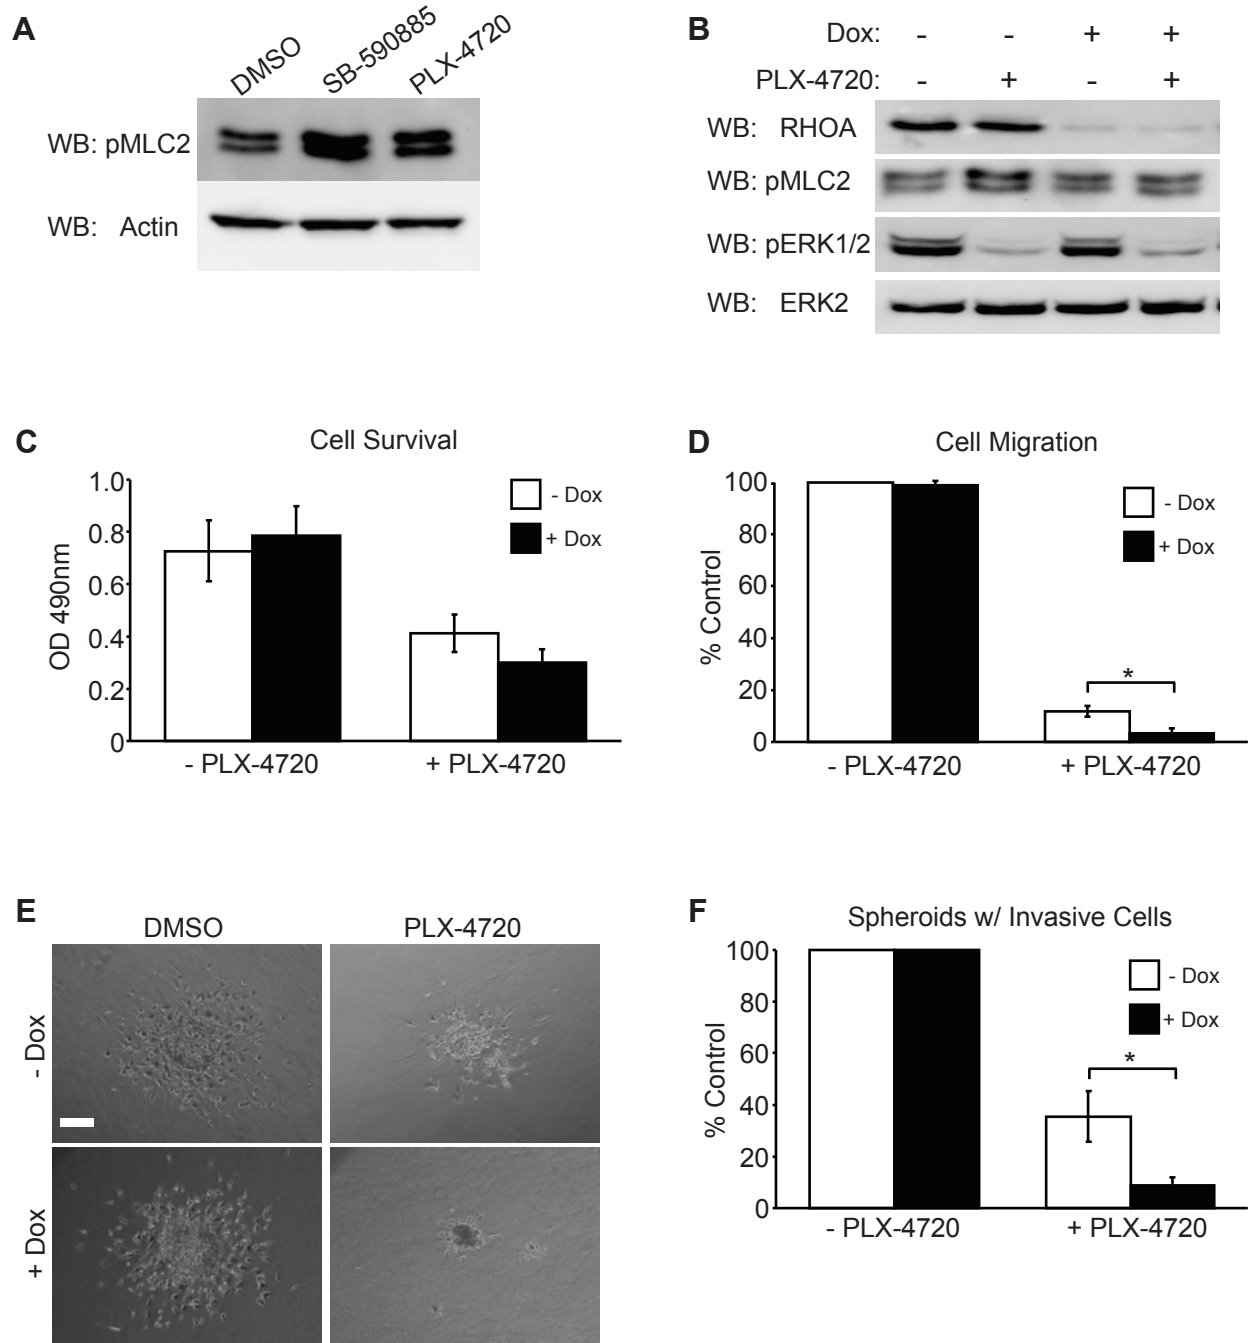 A
DMSO
SB-590885
PLX-4720
WB: pMLC2
WB: Actin
B
Dox: - - + +
PLX-4720: - + - +
WB: RHOA
WB: pMLC2
WB: pERK1/2
WB: ERK2
C
Cell Survival
1.0
0.8
0.6
0.4
0.2
0
OD 490nm
- Dox
+ Dox
- PLX-4720
+ PLX-4720
D
Cell Migration
100
80
60
40
20
0
% Control
- Dox
+ Dox
*
- PLX-4720
+ PLX-4720
E
DMSO
PLX-4720
- Dox
+ Dox
F
Spheroids w/ Invasive Cells
100
80
60
40
20
0
% Control
- Dox
+ Dox
*
- PLX-4720
+ PLX-4720